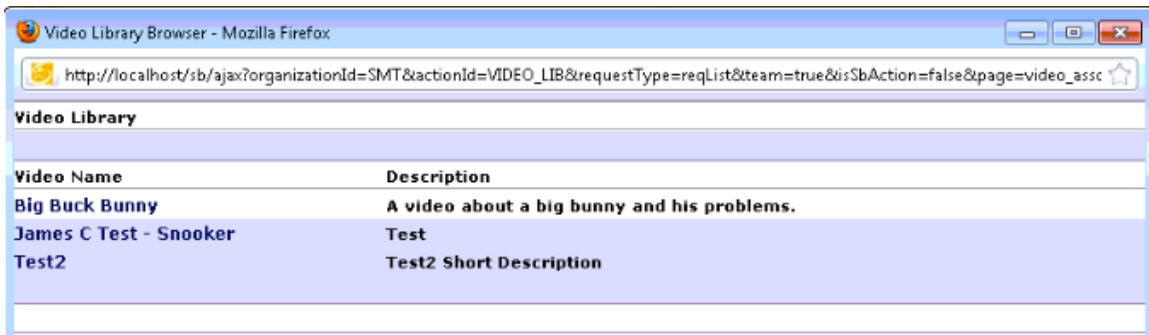 Video Library Browser - Mozilla Firefox
http://localhost/sb/ajax?organizationId=SMT&actionId=VIDEO_LIB&requestType=reqList&team=true&isSbAction=false&page=video_assc
Video Library
Video Name Description
Big Buck Bunny A video about a big bunny and his problems.
James C Test - Snooker Test
Test2 Test2 Short Description